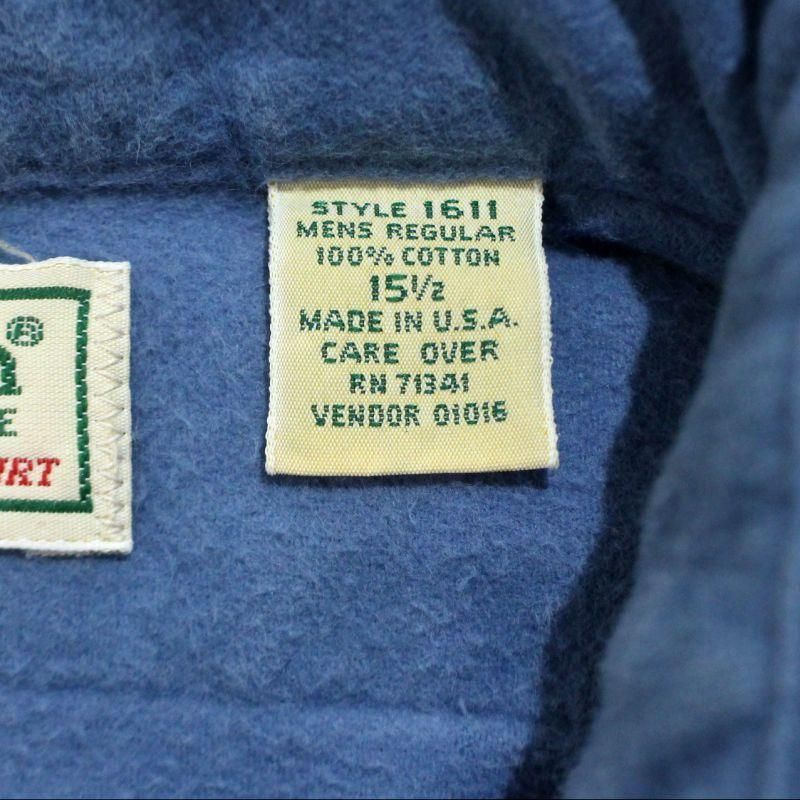 STYLE 1611
MENS REGULAR
100% COTTON
15½
MADE IN U.S.A.
CARE OVER
RN 71341
VENDOR 01016
®